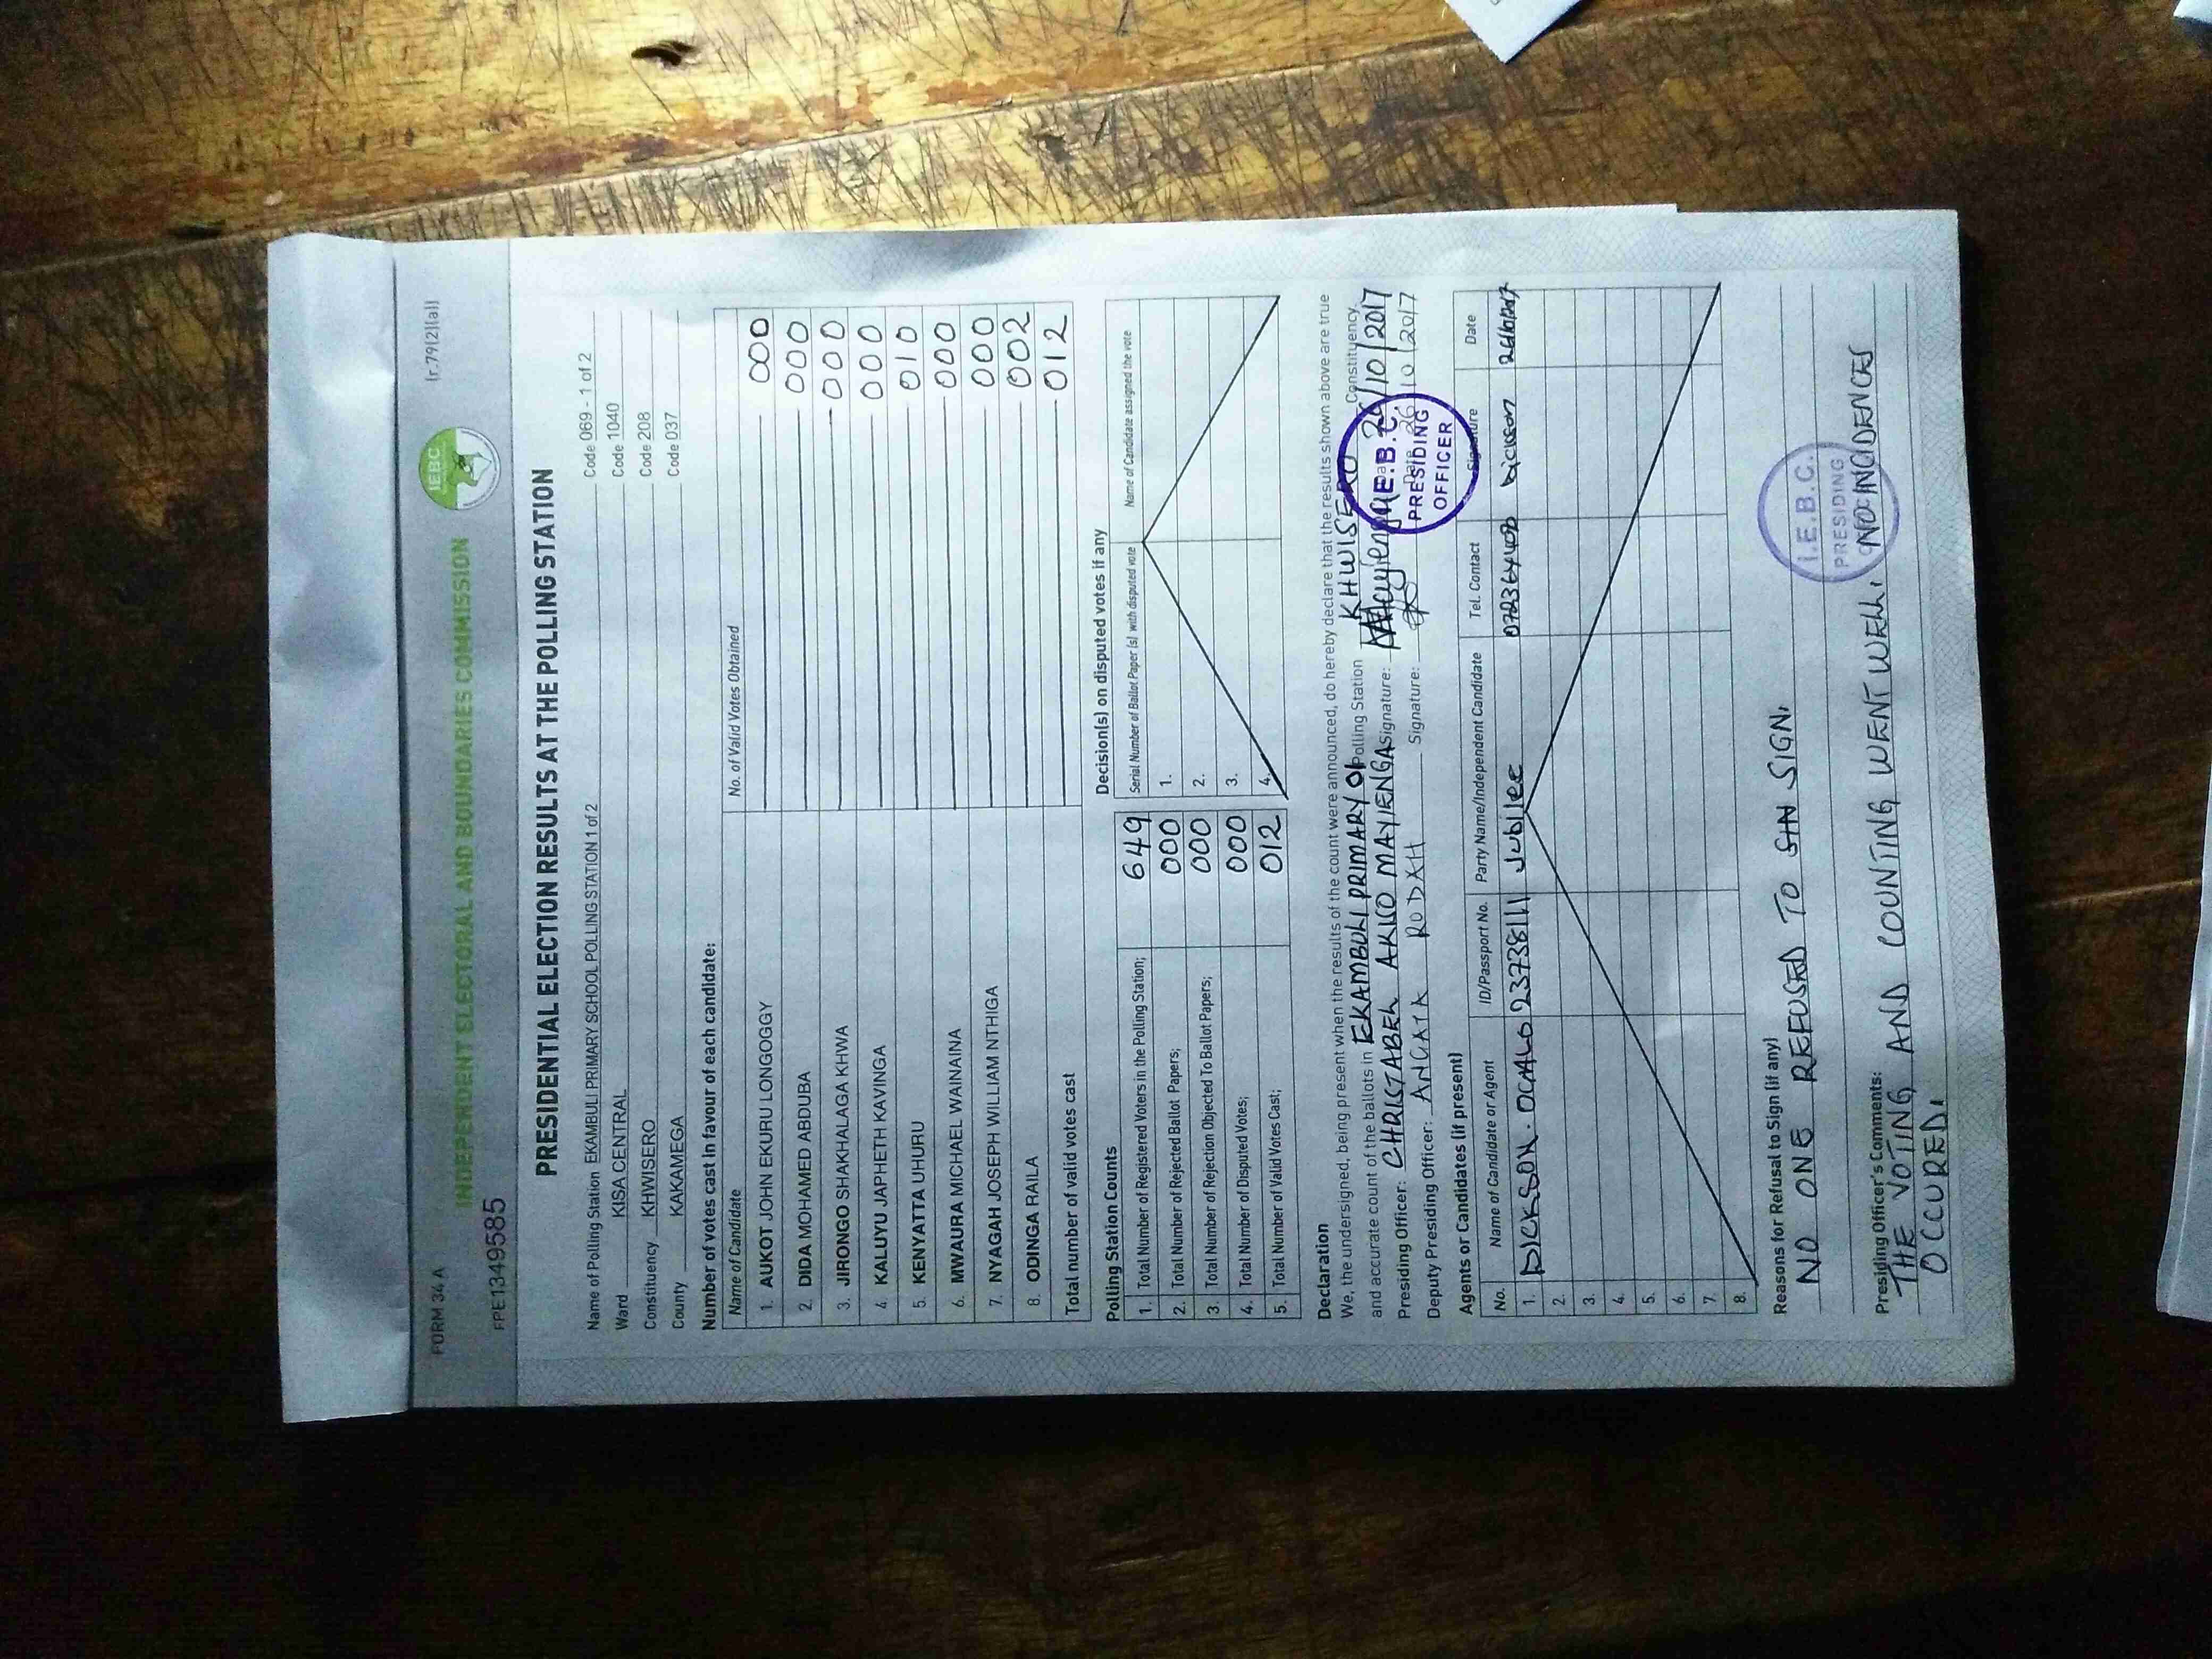 FORM 34 A
(r.79(2)(a))
IEBC
INDEPENDENT ELECTORAL AND BOUNDARIES COMMISSION
FPE1349585
PRESIDENTIAL ELECTION RESULTS AT THE POLLING STATION
Name of Polling Station EKAMBULI PRIMARY SCHOOL POLLING STATION 1 of 2 Code 069 - 1 of 2
Ward KISA CENTRAL Code 1040
Constituency KHWISERO Code 208
County KAKAMEGA Code 037
Number of votes cast in favour of each candidate:
Name of Candidate No. of Valid Votes Obtained
1. AUKOT JOHN EKURU LONGOGGY 000
2. DIDA MOHAMED ABDUBA 000
3. JIRONGO SHAKHALAGA KHWA 000
4. KALUYU JAPHETH KAVINGA 000
5. KENYATTA UHURU 010
6. MWAURA MICHAEL WAINAINA 000
7. NYAGAH JOSEPH WILLIAM NTHIGA 000
8. ODINGA RAILA 002
Total number of valid votes cast 012
Polling Station Counts
1. Total Number of Registered Voters in the Polling Station; 649
2. Total Number of Rejected Ballot Papers; 000
3. Total Number of Rejection Objected To Ballot Papers; 000
4. Total Number of Disputed Votes; 000
5. Total Number of Valid Votes Cast; 012
Decision(s) on disputed votes if any
Serial Number of Ballot Paper (s) with disputed vote Name of Candidate assigned the vote
1.
2.
3.
4.
Declaration
We, the undersigned, being present when the results of the count were announced, do hereby declare that the results shown above are true
and accurate count of the ballots in EKAMBULI PRIMARY 01 Polling Station KHWISERO Constituency.
Presiding Officer: CHRISTABEL AKILO MAYIENGA Signature: 26/10/2017
Deputy Presiding Officer: Signature: Date 26/10/2017
I.E.B.C.
PRESIDING
OFFICER
Agents or Candidates (if present)
No. Name of Candidate or Agent ID/Passport No. Party Name/Independent Candidate Tel. Contact Signature Date
1. DICKSON. OCHALO 23738111 Jubilee Dickson 26/10/2017
2.
3.
4.
5.
6.
7.
8.
Reasons for Refusal to Sign (if any)
NO ONE REFUSED TO SIGN.
I.E.B.C.
PRESIDING
Presiding Officer's Comments:
THE VOTING AND COUNTING WENT WELL, NO INCIDENCES
OCCURED.